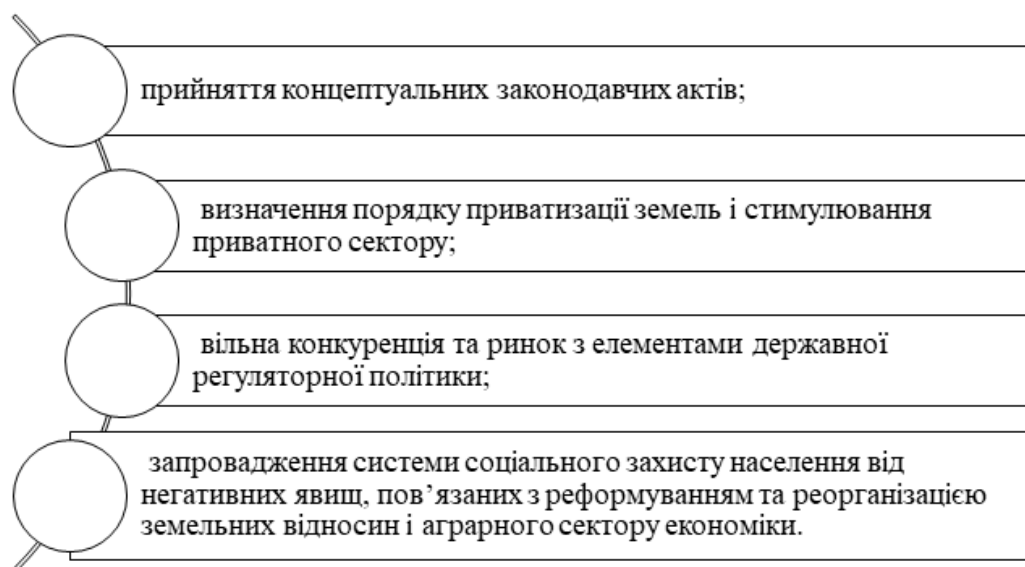 прийняття концептуальних законодавчих актів;
визначення порядку приватизації земель і стимулювання
приватного сектору;
вільна конкуренція та ринок з елементами державної
регуляторної політики;
запровадження системи соціального захисту населення від
негативних явищ, пов’язаних з реформуванням та реорганізацією
земельних відносин і аграрного сектору економіки.